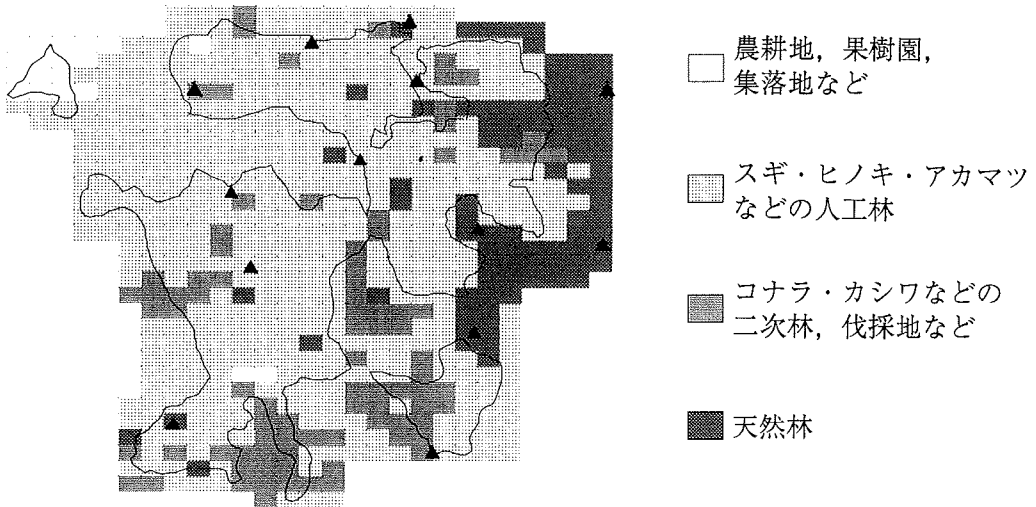 農耕地,果樹園,
集落地など
スギ・ヒノキ・アカマツ
などの人工林
コナラ・カシワなどの
二次林,伐採地など
天然林